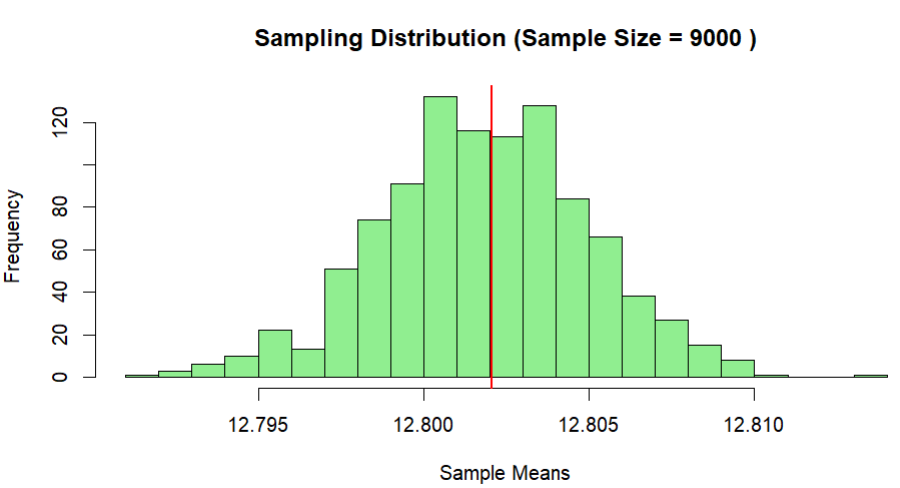 Sampling Distribution (Sample Size = 9000 )
Frequency
120
80
60
40
20
0
12.795 12.800 12.805 12.810
Sample Means